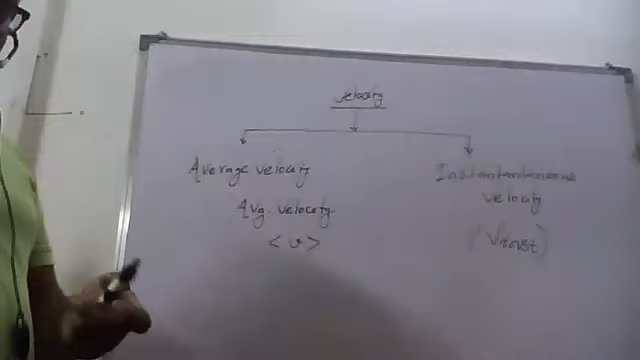 velocity
Average velocity
Instantaneous
velocity
Avg. velocity
(Vinst)
<v>